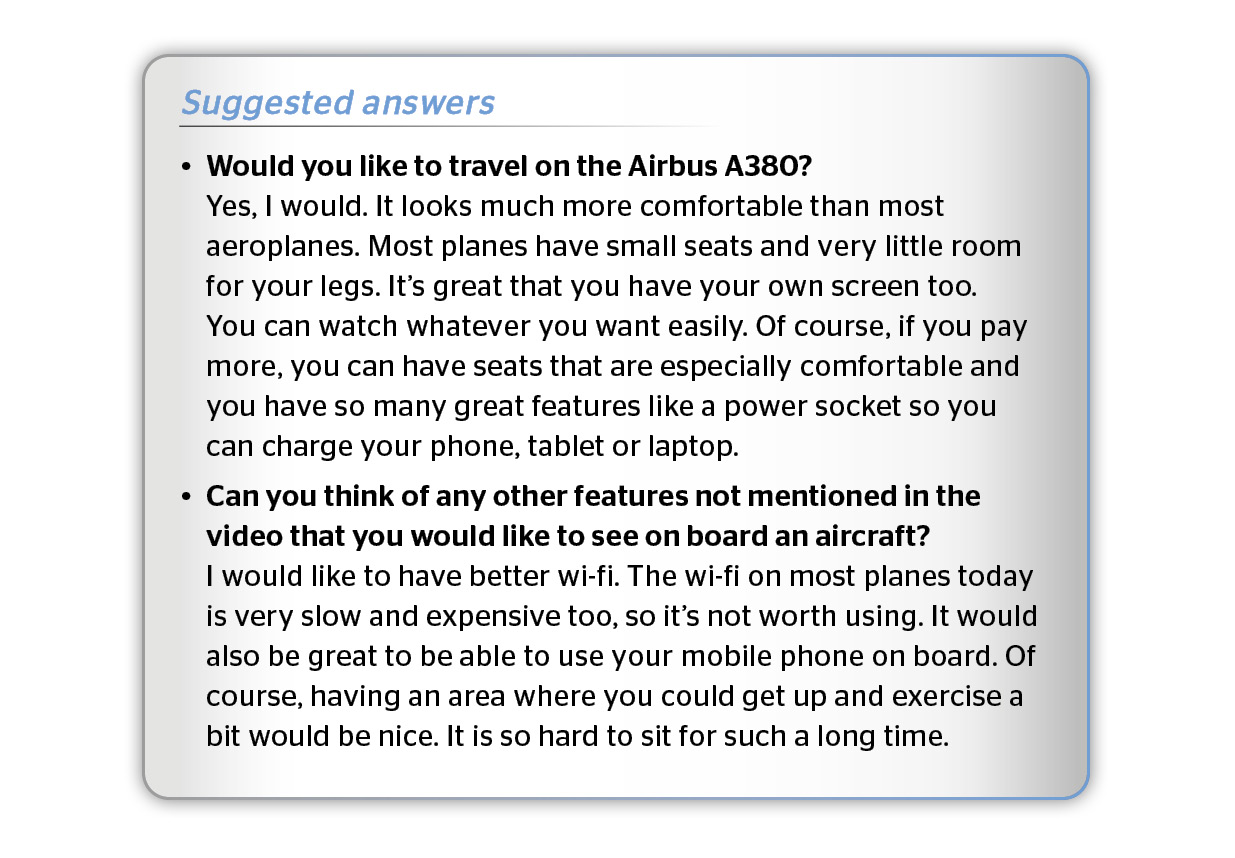 Suggested answers
• Would you like to travel on the Airbus A380?
Yes, I would. It looks much more comfortable than most
aeroplanes. Most planes have small seats and very little room
for your legs. It's great that you have your own screen too.
You can watch whatever you want easily. Of course, if you pay
more, you can have seats that are especially comfortable and
you have so many great features like a power socket so you
can charge your phone, tablet or laptop.
• Can you think of any other features not mentioned in the
video that you would like to see on board an aircraft?
I would like to have better wi-fi. The wi-fi on most planes today
is very slow and expensive too, so it's not worth using. It would
also be great to be able to use your mobile phone on board. Of
course, having an area where you could get up and exercise a
bit would be nice. It is so hard to sit for such a long time.